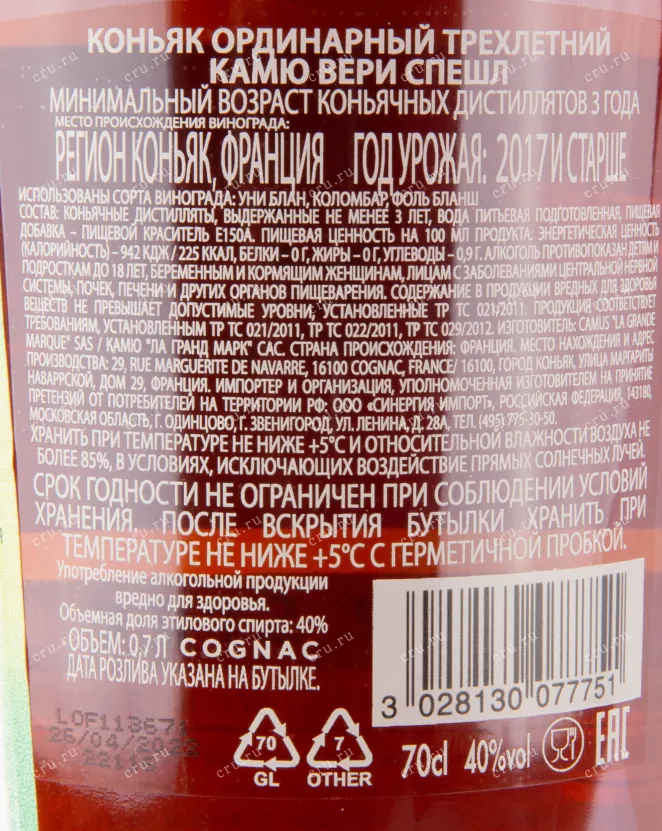 КОНЬЯК ОРДИНАРНЫЙ ТРЕХЛЕТНИЙ
КАМЮ ВЕРИ СПЕШЛ
МИНИМАЛЬНЫЙ ВОЗРАСТ КОНЬЯЧНЫХ ДИСТИЛЛЯТОВ 3 ГОДА
МЕСТО ПРОИСХОЖДЕНИЯ ВИНОГРАДА:
РЕГИОН КОНЬЯК, ФРАНЦИЯ ГОД УРОЖАЯ: 2017 И СТАРШЕ
ИСПОЛЬЗОВАНЫ СОРТА ВИНОГРАДА: УНИ БЛАН, КОЛОМБАР, ФОЛЬ БЛАНШ
СОСТАВ: КОНЬЯЧНЫЕ ДИСТИЛЛЯТЫ, ВЫДЕРЖАННЫЕ НЕ МЕНЕЕ 3 ЛЕТ, ВОДА ПИТЬЕВАЯ ПОДГОТОВЛЕННАЯ, ПИЩЕВАЯ
ДОБАВКА – ПИЩЕВОЙ КРАСИТЕЛЬ Е150А. ПИЩЕВАЯ ЦЕННОСТЬ НА 100 МЛ ПРОДУКТА: ЭНЕРГЕТИЧЕСКАЯ ЦЕННОСТЬ
(КАЛОРИЙНОСТЬ) – 942 КДЖ / 225 ККАЛ, БЕЛКИ – 0 Г, ЖИРЫ – 0 Г, УГЛЕВОДЫ – 0,9 Г. АЛКОГОЛЬ ПРОТИВОПОКАЗАН ДЕТЯМ И
ПОДРОСТКАМ ДО 18 ЛЕТ, БЕРЕМЕННЫМ И КОРМЯЩИМ ЖЕНЩИНАМ, ЛИЦАМ С ЗАБОЛЕВАНИЯМИ ЦЕНТРАЛЬНОЙ НЕРВНОЙ
СИСТЕМЫ, ПОЧЕК, ПЕЧЕНИ И ДРУГИХ ОРГАНОВ ПИЩЕВАРЕНИЯ. СОДЕРЖАНИЕ В ПРОДУКЦИИ ВРЕДНЫХ ДЛЯ ЗДОРОВЬЯ
ВЕЩЕСТВ НЕ ПРЕВЫШАЕТ ДОПУСТИМЫЕ УРОВНИ, УСТАНОВЛЕННЫЕ ТР ТС 021/2011. ПРОДУКЦИЯ СООТВЕТСТВУЕТ
ТРЕБОВАНИЯМ, УСТАНОВЛЕННЫМ ТР ТС 021/2011, ТР ТС 022/2011, ТР ТС 029/2012. ИЗГОТОВИТЕЛЬ: CAMUS "LA GRANDE
MARQUE" SAS / КАМЮ "ЛА ГРАНД МАРК" САС. СТРАНА ПРОИСХОЖДЕНИЯ: ФРАНЦИЯ. МЕСТО НАХОЖДЕНИЯ И АДРЕС
ПРОИЗВОДСТВА: 29, RUE MARGUERITE DE NAVARRE, 16100 COGNAC, FRANCE/ 16100, ГОРОД КОНЬЯК, УЛИЦА МАРГАРИТЫ
НАВАРРСКОЙ, ДОМ 29, ФРАНЦИЯ. ИМПОРТЕР И ОРГАНИЗАЦИЯ, УПОЛНОМОЧЕННАЯ ИЗГОТОВИТЕЛЕМ НА ПРИНЯТИЕ
ПРЕТЕНЗИЙ ОТ ПОТРЕБИТЕЛЕЙ НА ТЕРРИТОРИИ РФ: ООО «СИНЕРГИЯ ИМПОРТ», РОССИЙСКАЯ ФЕДЕРАЦИЯ, 143180,
МОСКОВСКАЯ ОБЛАСТЬ, Г. ОДИНЦОВО, Г. ЗВЕНИГОРОД, УЛ. ЛЕНИНА, Д. 28А, ТЕЛ. (495) 775-30-50.
ХРАНИТЬ ПРИ ТЕМПЕРАТУРЕ НЕ НИЖЕ +5°С И ОТНОСИТЕЛЬНОЙ ВЛАЖНОСТИ ВОЗДУХА НЕ
БОЛЕЕ 85%, В УСЛОВИЯХ, ИСКЛЮЧАЮЩИХ ВОЗДЕЙСТВИЕ ПРЯМЫХ СОЛНЕЧНЫХ ЛУЧЕЙ.
СРОК ГОДНОСТИ НЕ ОГРАНИЧЕН ПРИ СОБЛЮДЕНИИ УСЛОВИЙ
ХРАНЕНИЯ. ПОСЛЕ ВСКРЫТИЯ БУТЫЛКИ ХРАНИТЬ ПРИ
ТЕМПЕРАТУРЕ НЕ НИЖЕ +5°С С ГЕРМЕТИЧНОЙ ПРОБКОЙ.
Употребление алкогольной продукции
вредно для здоровья.
Объемная доля этилового спирта: 40%
ОБЪЕМ: 0,7 Л COGNAC
ДАТА РОЗЛИВА УКАЗАНА НА БУТЫЛКЕ.
3 028130 077751
LOF113671
70 GL
7 OTHER
70cl 40%vol
EAC
cru.ru